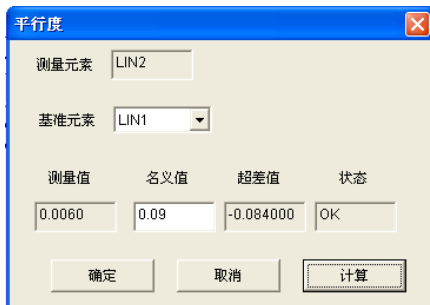 平行度
测量元素 LIN2
基准元素 LIN1
测量值 名义值 超差值 状态
0.0060 0.09 -0.084000 OK
确定 取消 计算